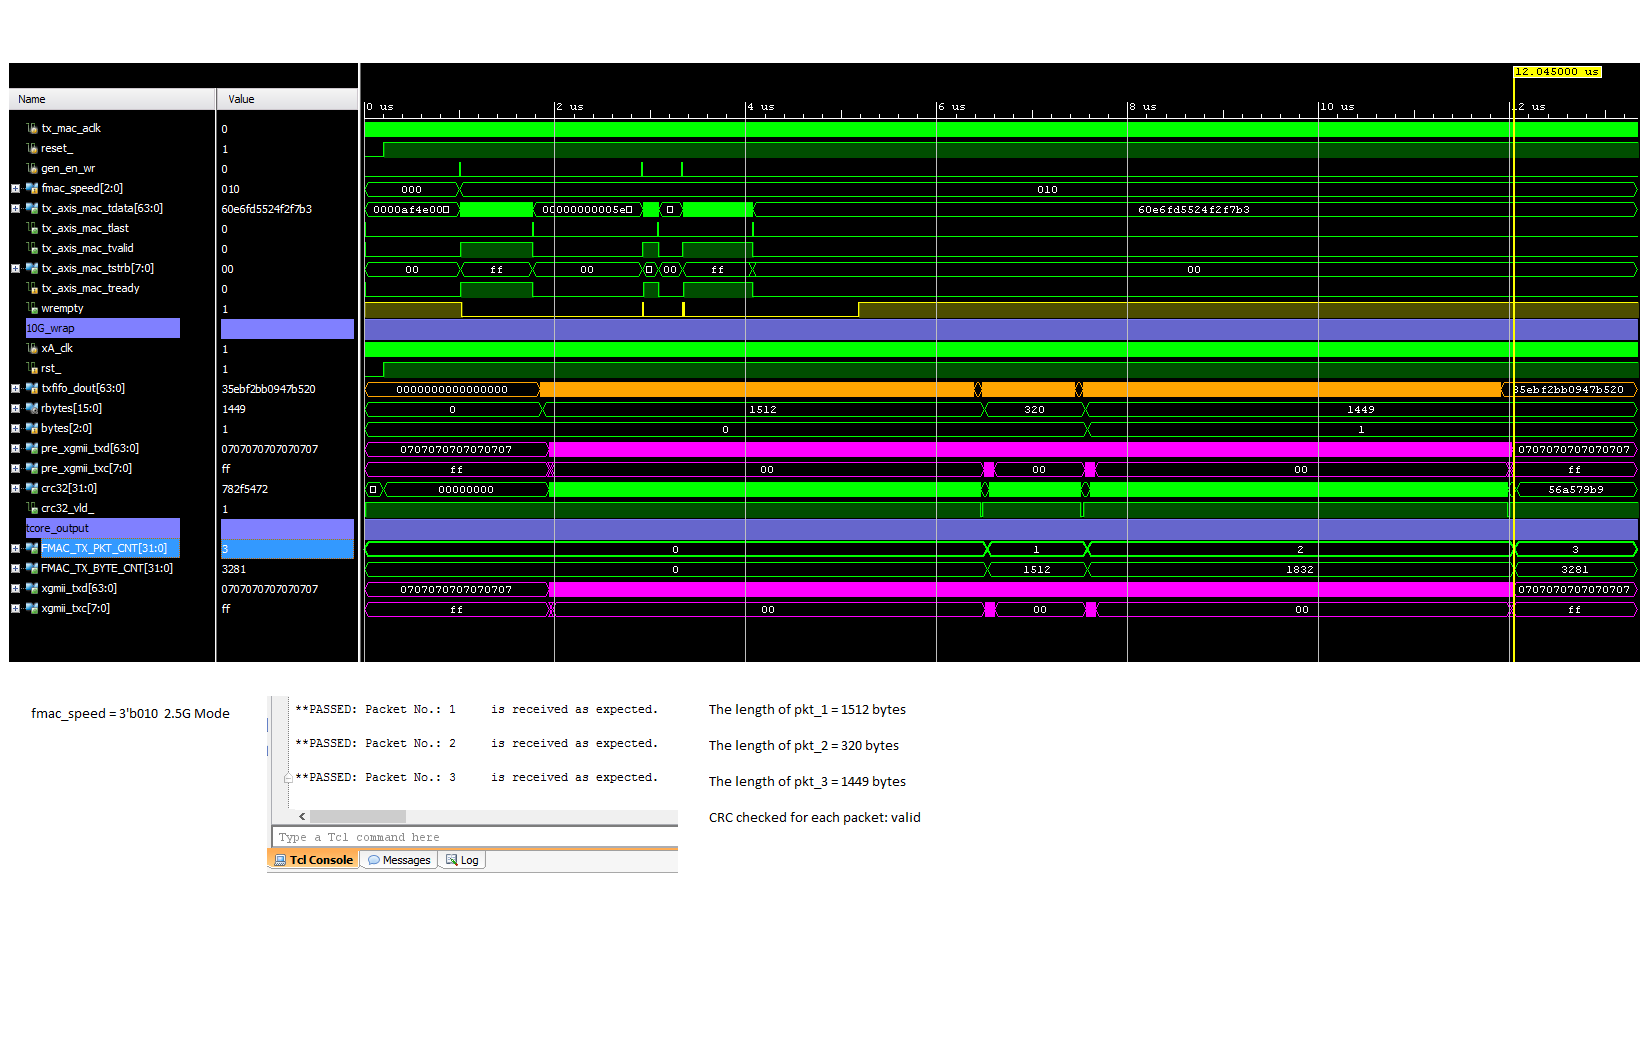 12.045000 us
Name Value
0 us 2 us 4 us 6 us 8 us 10 us 12 us
tx_mac_aclk 0
reset_ 1
gen_en_wr 0
fmac_speed[2:0] 010 000 010
tx_axis_mac_tdata[63:0] 60e6fd5524f2f7b3 0000af4e00 00000000005e 60e6fd5524f2f7b3
tx_axis_mac_tlast 0
tx_axis_mac_tvalid 0
tx_axis_mac_tstrb[7:0] 00 00 ff 00 00 ff 00
tx_axis_mac_tready 0
wrempty 1
10G_wrap
xA_clk 1
rst_ 1
txfifo_dout[63:0] 35ebf2bb0947b520 0000000000000000 35ebf2bb0947b520
rbytes[15:0] 1449 0 1512 320 1449
bytes[2:0] 1 0 1
pre_xgmii_txd[63:0] 0707070707070707 0707070707070707 0707070707070707
pre_xgmii_txc[7:0] ff ff 00 00 00 ff
crc32[31:0] 782f5472 00000000 56a579b9
crc32_vld_ 1
tcore_output
FMAC_TX_PKT_CNT[31:0] 3 0 1 2 3
FMAC_TX_BYTE_CNT[31:0] 3281 0 1512 1832 3281
xgmii_txd[63:0] 0707070707070707 0707070707070707 0707070707070707
xgmii_txc[7:0] ff ff 00 00 00 ff
fmac_speed = 3'b010 2.5G Mode
**PASSED: Packet No.: 1 is received as expected.
**PASSED: Packet No.: 2 is received as expected.
**PASSED: Packet No.: 3 is received as expected.
Type a Tcl command here
Tcl Console Messages Log
The length of pkt_1 = 1512 bytes
The length of pkt_2 = 320 bytes
The length of pkt_3 = 1449 bytes
CRC checked for each packet: valid